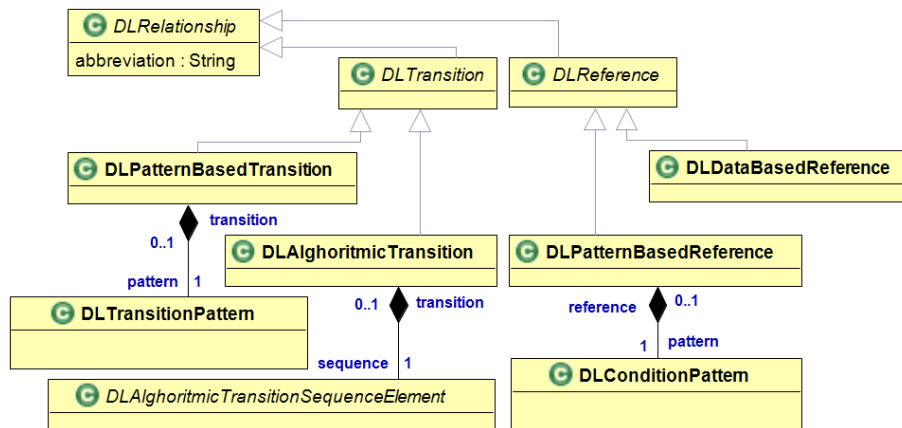 DLRelationship
abbreviation : String
DLTransition
DLReference
DLPatternBasedTransition
DLDataBasedReference
transition
0..1
DLAlghoritmicTransition
DLPatternBasedReference
pattern 1
0..1 transition
reference 0..1
DLTransitionPattern
1 pattern
sequence 1
DLConditionPattern
DLAlghoritmicTransitionSequenceElement